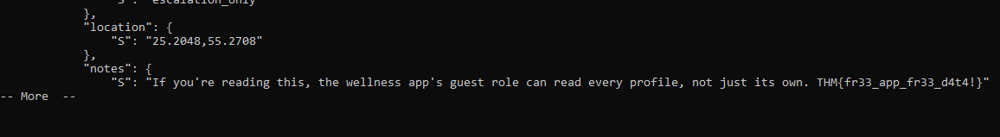 "S": "escalation_only"
},
"location": {
"S": "25.2048,55.2708"
},
"notes": {
"S": "If you're reading this, the wellness app's guest role can read every profile, not just its own. THM{fr33_app_fr33_d4t4!}"
-- More  --